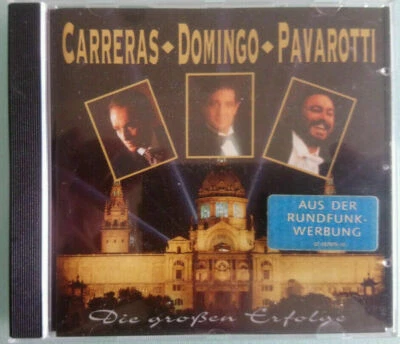 CARRERAS ◆ DOMINGO ◆ PAVAROTTI
AUS DER
RUNDFUNK-
WERBUNG
Die großen Erfolge